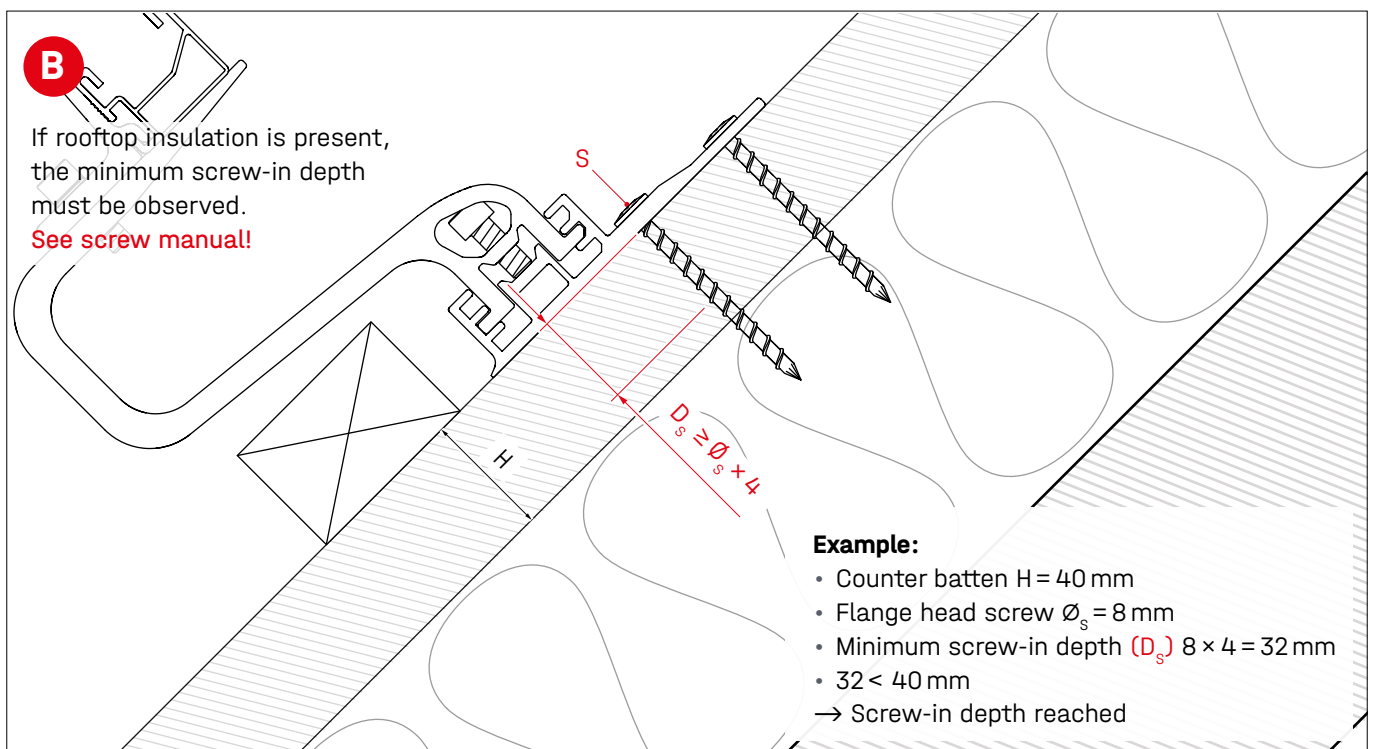 B
If rooftop insulation is present,
the minimum screw-in depth
must be observed.
See screw manual!
S
H
Dₛ ≥ Øₛ × 4
Example:
• Counter batten H = 40 mm
• Flange head screw Øₛ = 8 mm
• Minimum screw-in depth (Dₛ) 8 × 4 = 32 mm
• 32 < 40 mm
→ Screw-in depth reached